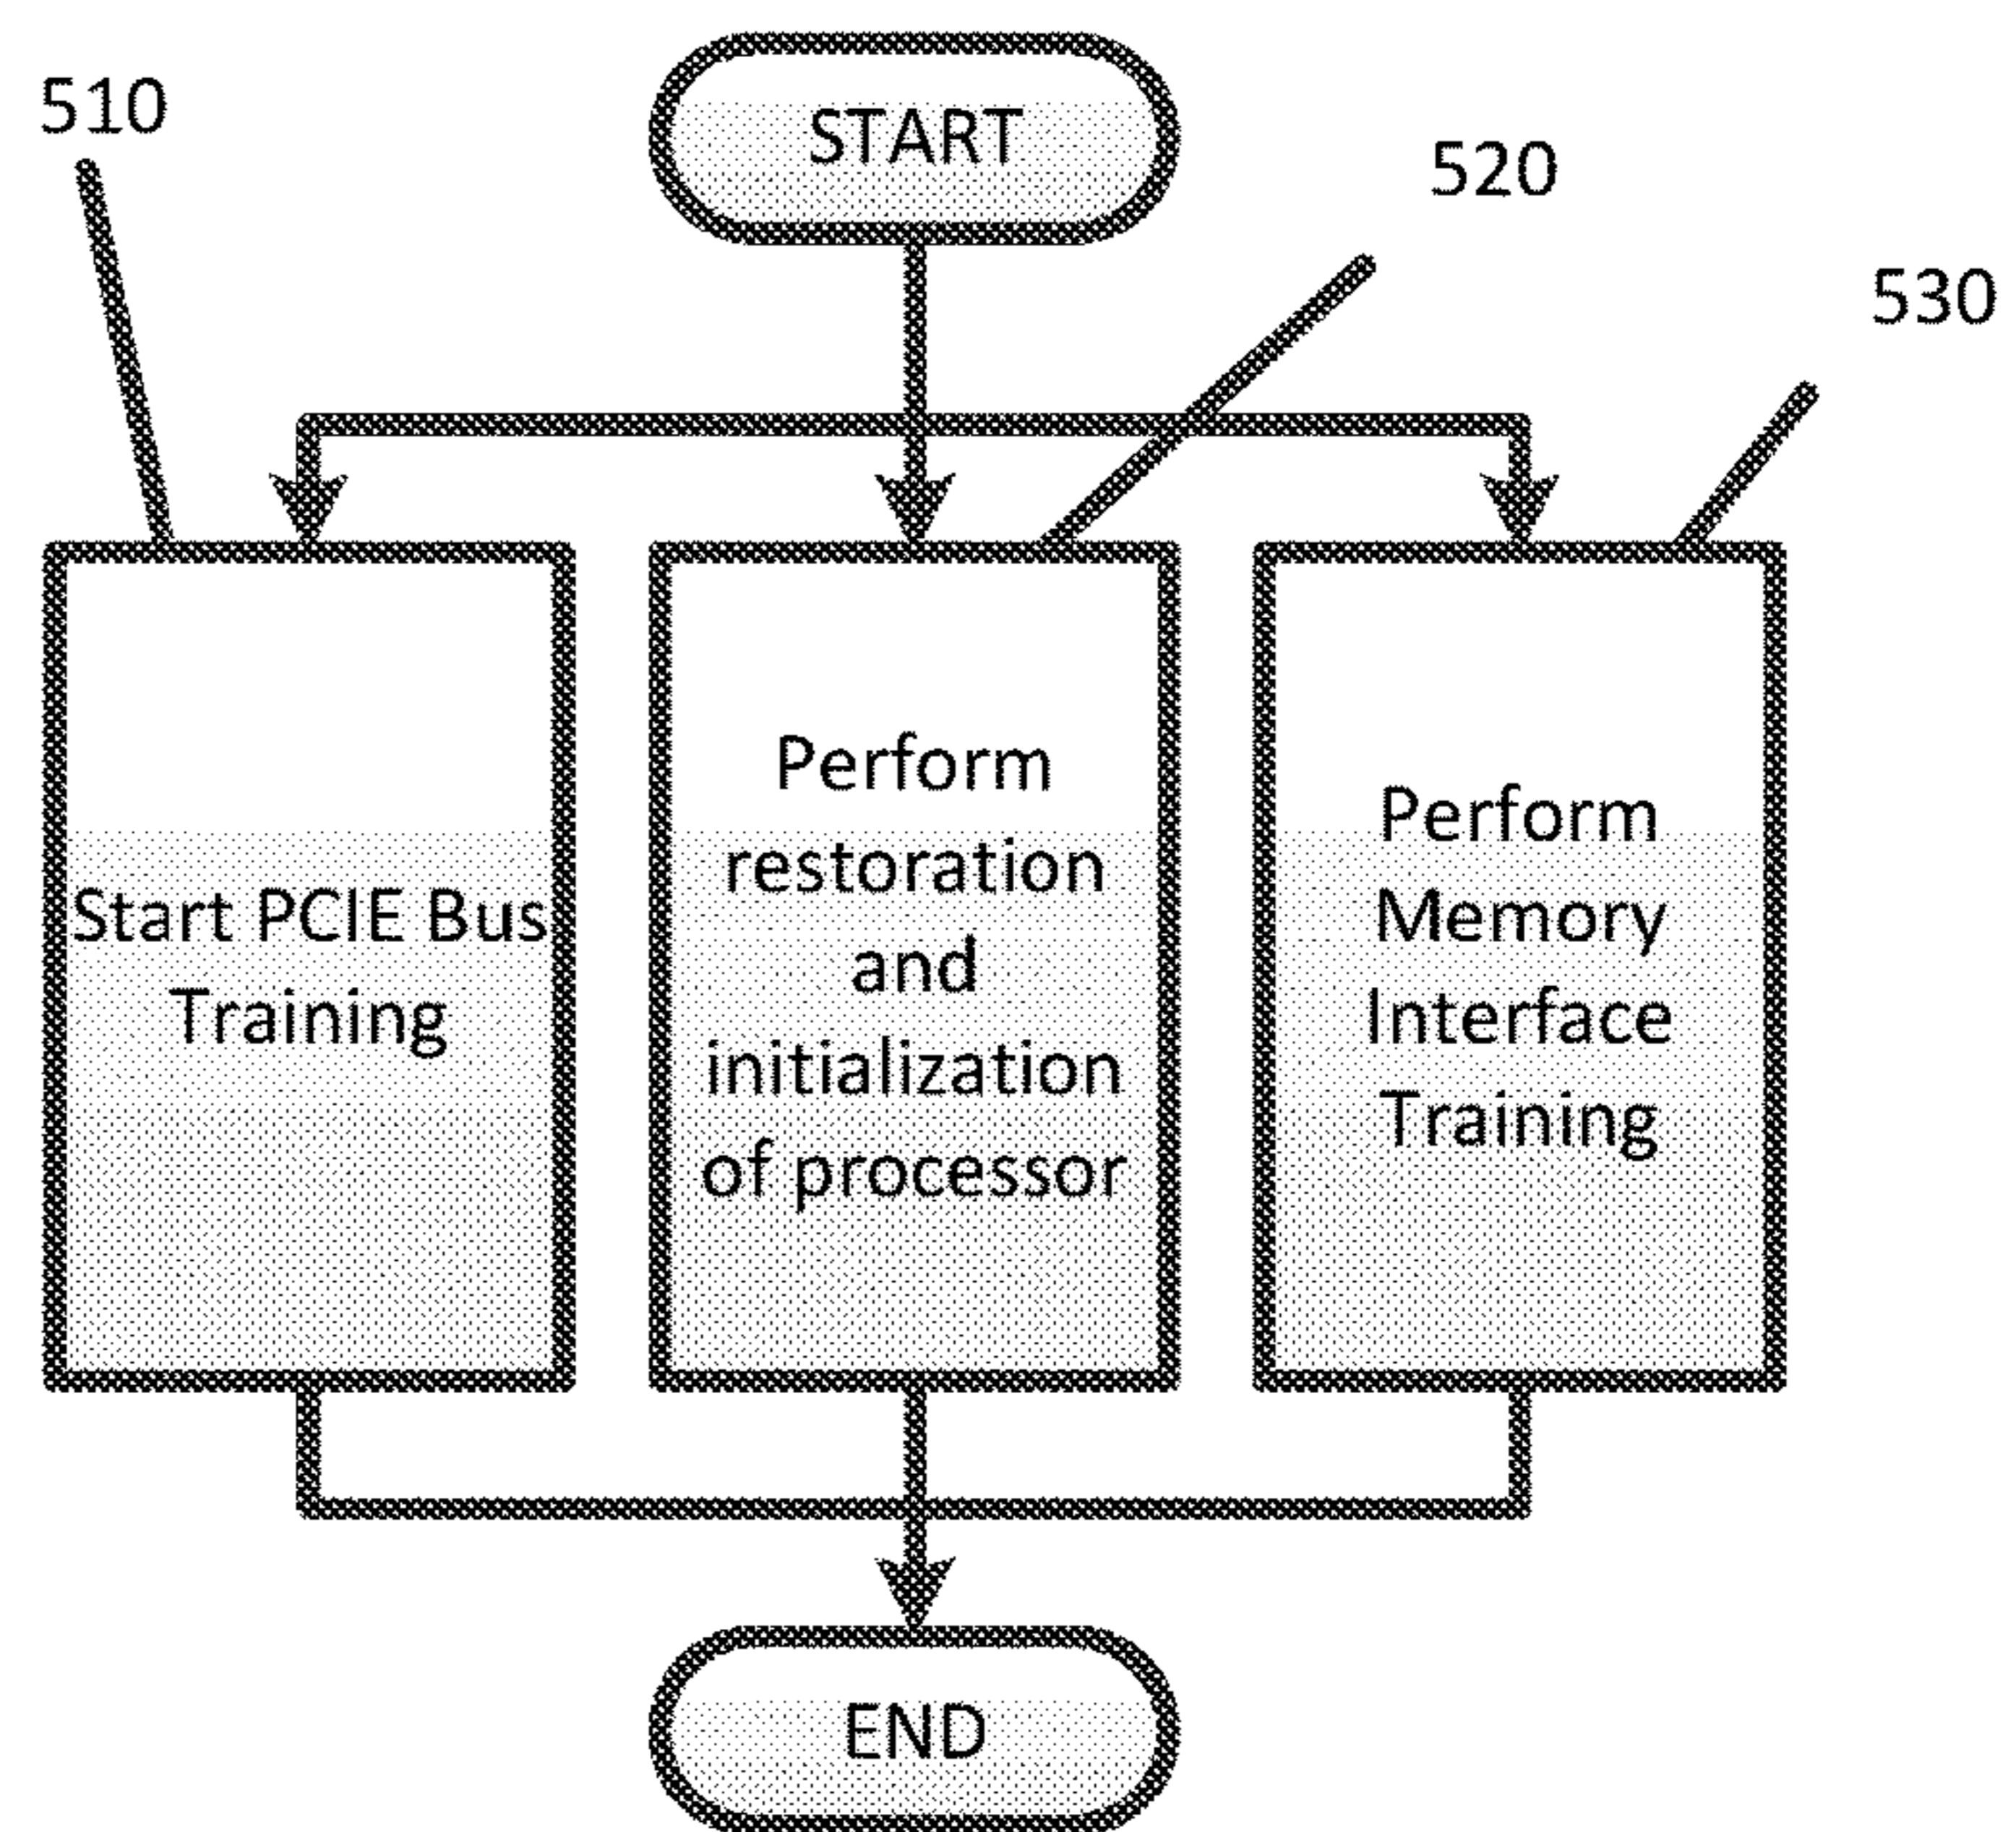 START
510
520
530
Start PCIE Bus
Training
Perform
restoration
and
initialization
of processor
Perform
Memory
Interface
Training
END